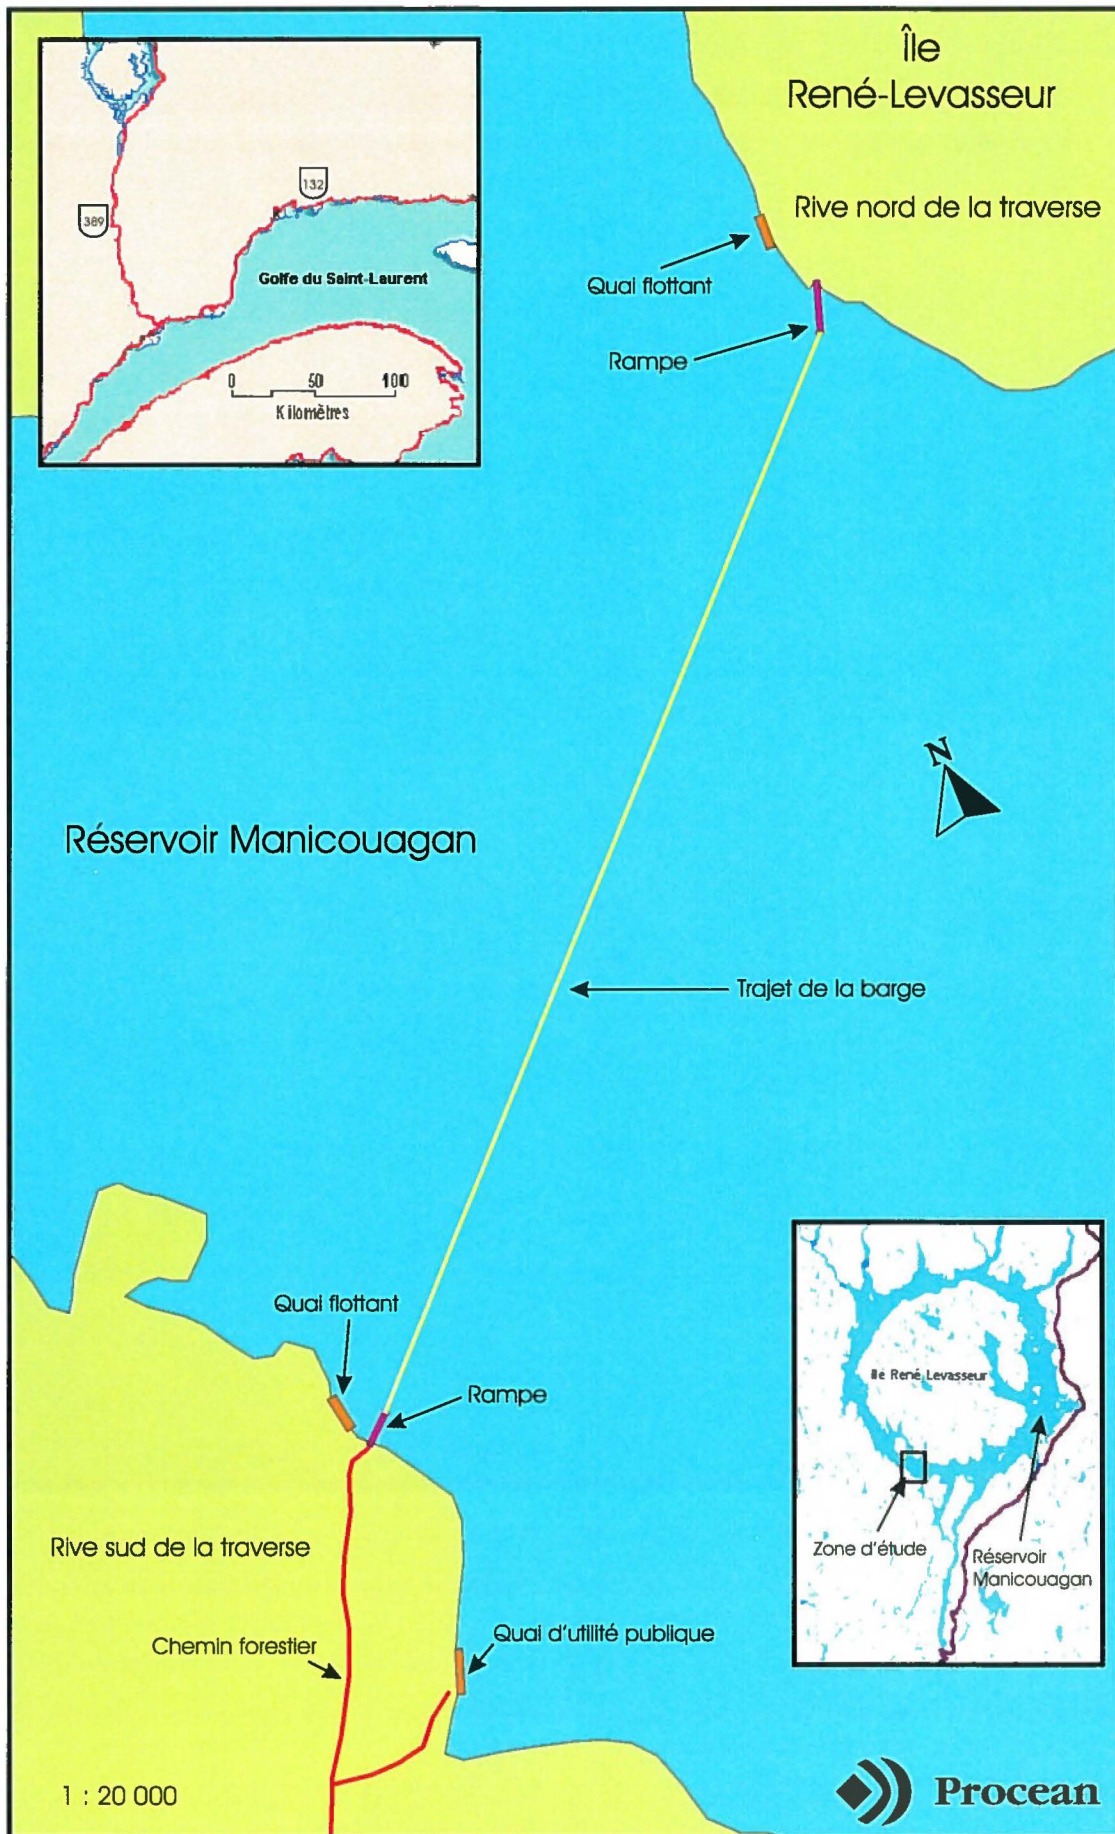 Île
René-Levasseur
132
389
Rive nord de la traverse
Golfe du Saint-Laurent
Quai flottant
Rampe
0 50 100
Kilomètres
N
Réservoir Manicouagan
Trajet de la barge
Quai flottant
Rampe
Ile René Levasseur
Rive sud de la traverse
Zone d'étude
Réservoir
Manicouagan
Chemin forestier
Quai d'utilité publique
1 : 20 000
Procean